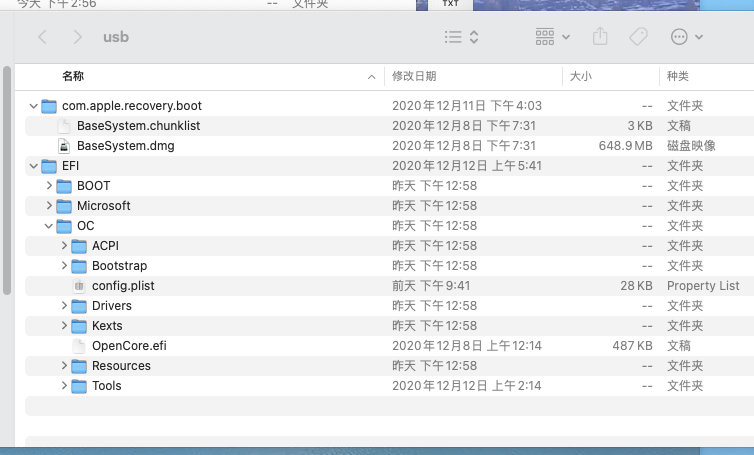 今天 下午2:56 -- 文件夹 TXT
usb
名称 修改日期 大小 种类
com.apple.recovery.boot 2020年12月11日 下午4:03 -- 文件夹
BaseSystem.chunklist 2020年12月8日 下午7:31 3 KB 文稿
BaseSystem.dmg 2020年12月8日 下午7:31 648.9 MB 磁盘映像
EFI 2020年12月12日 上午5:41 -- 文件夹
BOOT 昨天 下午12:58 -- 文件夹
Microsoft 昨天 下午12:58 -- 文件夹
OC 昨天 下午12:58 -- 文件夹
ACPI 昨天 下午12:58 -- 文件夹
Bootstrap 昨天 下午12:58 -- 文件夹
config.plist 前天 下午9:41 28 KB Property List
Drivers 昨天 下午12:58 -- 文件夹
Kexts 昨天 下午12:58 -- 文件夹
OpenCore.efi 2020年12月8日 上午12:14 487 KB 文稿
Resources 昨天 下午12:58 -- 文件夹
Tools 2020年12月12日 上午2:14 -- 文件夹